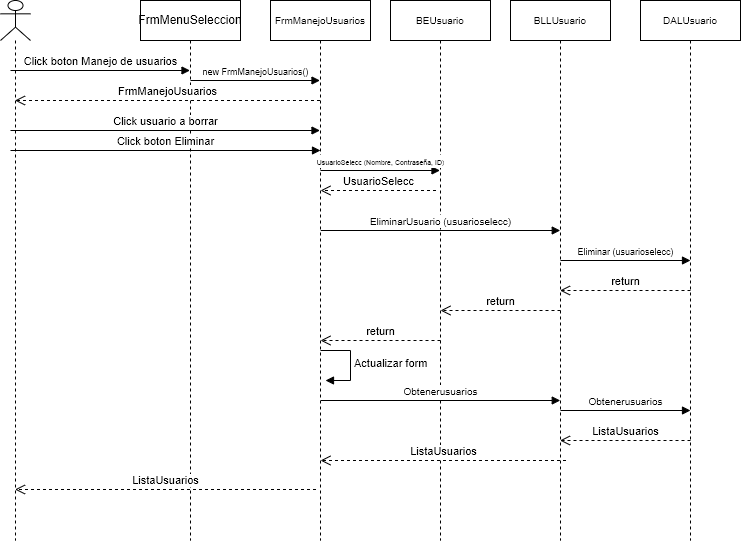 FrmMenuSeleccion
FrmManejoUsuarios
BEUsuario
BLLUsuario
DALUsuario
Click boton Manejo de usuarios
new FrmManejoUsuarios()
FrmManejoUsuarios
Click usuario a borrar
Click boton Eliminar
UsuarioSelecc (Nombre, Contraseña, ID)
UsuarioSelecc
EliminarUsuario (usuarioselecc)
Eliminar (usuarioselecc)
return
return
return
Actualizar form
Obtenerusuarios
Obtenerusuarios
ListaUsuarios
ListaUsuarios
ListaUsuarios